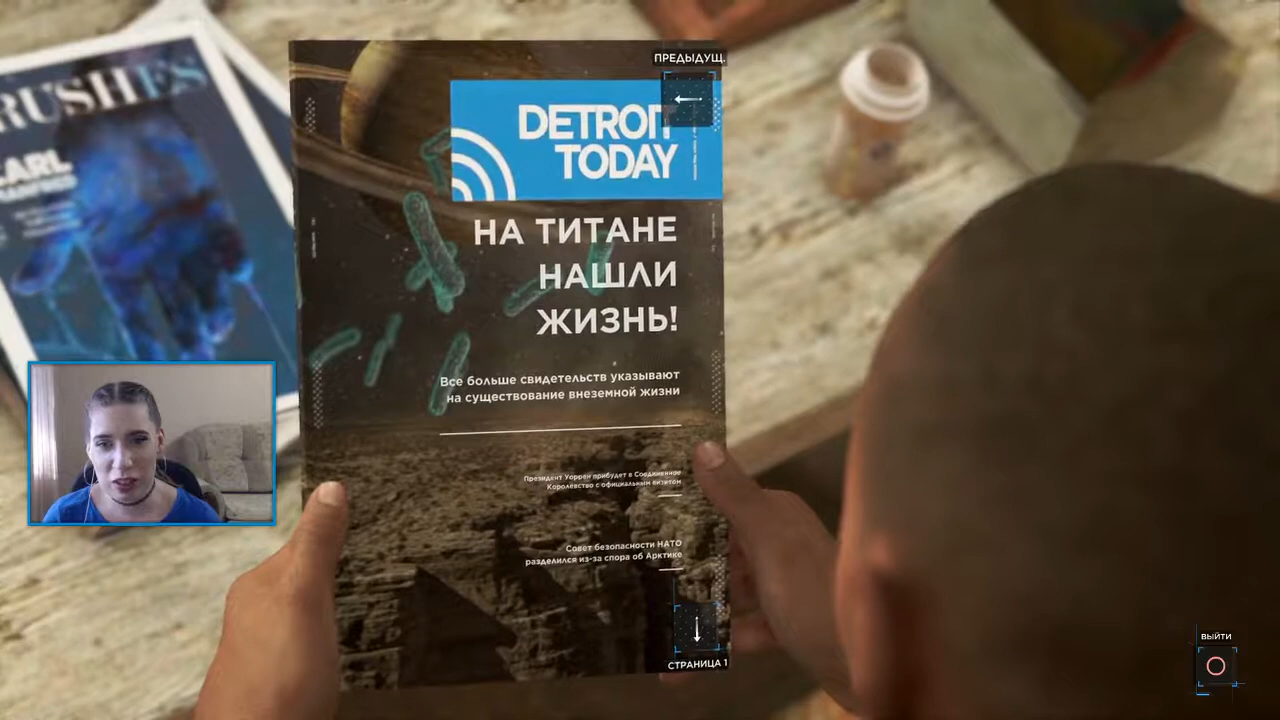 ПРЕДЫДУЩ.
RUSHES
DETROIT
TODAY
НА ТИТАНЕ
НАШЛИ
ЖИЗНЬ!
Все больше свидетельств указывают
на существование внеземной жизни
Президент Уоррен прибудет в Соединенное
Королевство с официальным визитом
Совет безопасности НАТО
разделился из-за спора об Арктике
СТРАНИЦА 1
ВЫЙТИ